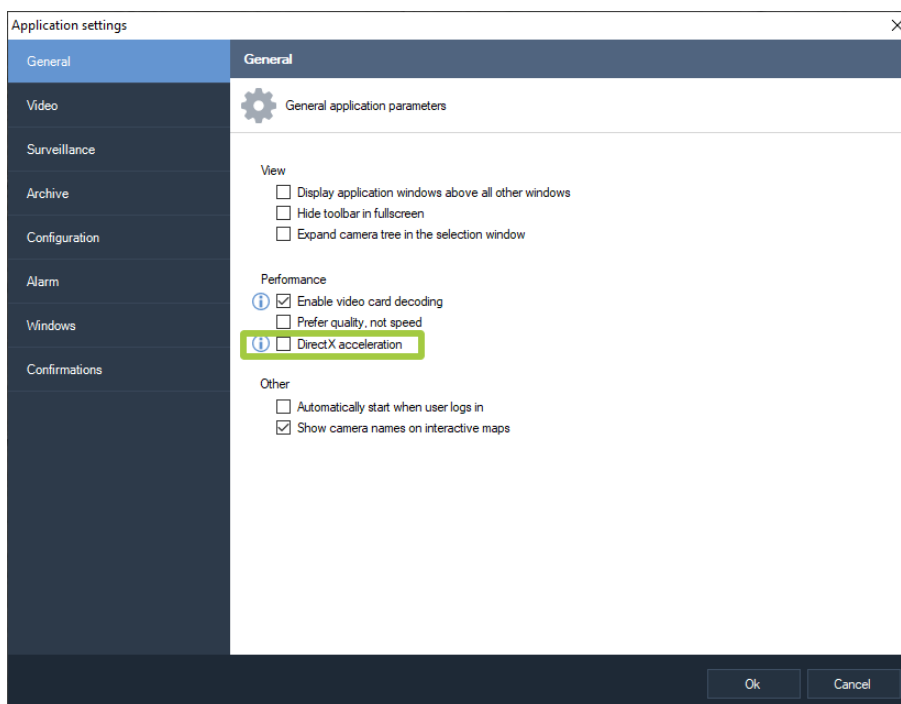 Application settings
General
Video
Surveillance
Archive
Configuration
Alarm
Windows
Confirmations
General
General application parameters
View
Display application windows above all other windows
Hide toolbar in fullscreen
Expand camera tree in the selection window
Performance
Enable video card decoding
Prefer quality, not speed
DirectX acceleration
Other
Automatically start when user logs in
Show camera names on interactive maps
Ok
Cancel